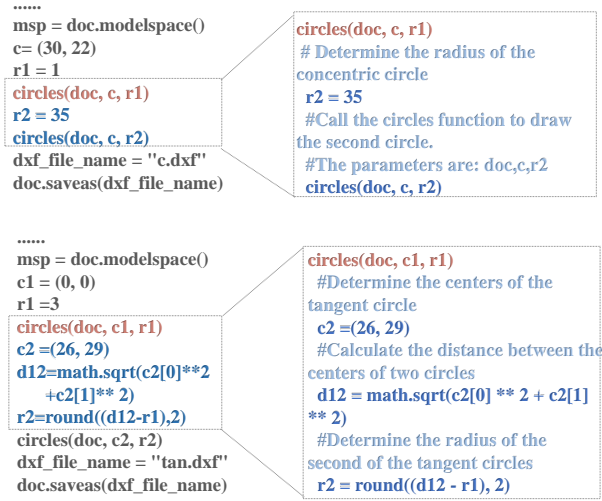 ......
msp = doc.modelspace()
c= (30, 22)
r1 = 1
circles(doc, c, r1)
r2 = 35
circles(doc, c, r2)
dxf_file_name = "c.dxf"
doc.saveas(dxf_file_name)
circles(doc, c, r1)
# Determine the radius of the
concentric circle
r2 = 35
#Call the circles function to draw
the second circle.
#The parameters are: doc,c,r2
circles(doc, c, r2)
......
msp = doc.modelspace()
c1 = (0, 0)
r1 =3
circles(doc, c1, r1)
c2 =(26, 29)
d12=math.sqrt(c2[0]**2
+c2[1]** 2)
r2=round((d12-r1),2)
circles(doc, c2, r2)
dxf_file_name = "tan.dxf"
doc.saveas(dxf_file_name)
circles(doc, c1, r1)
#Determine the centers of the
tangent circle
c2 =(26, 29)
#Calculate the distance between the
centers of two circles
d12 = math.sqrt(c2[0] ** 2 + c2[1]
** 2)
#Determine the radius of the
second of the tangent circles
r2 = round((d12 - r1), 2)